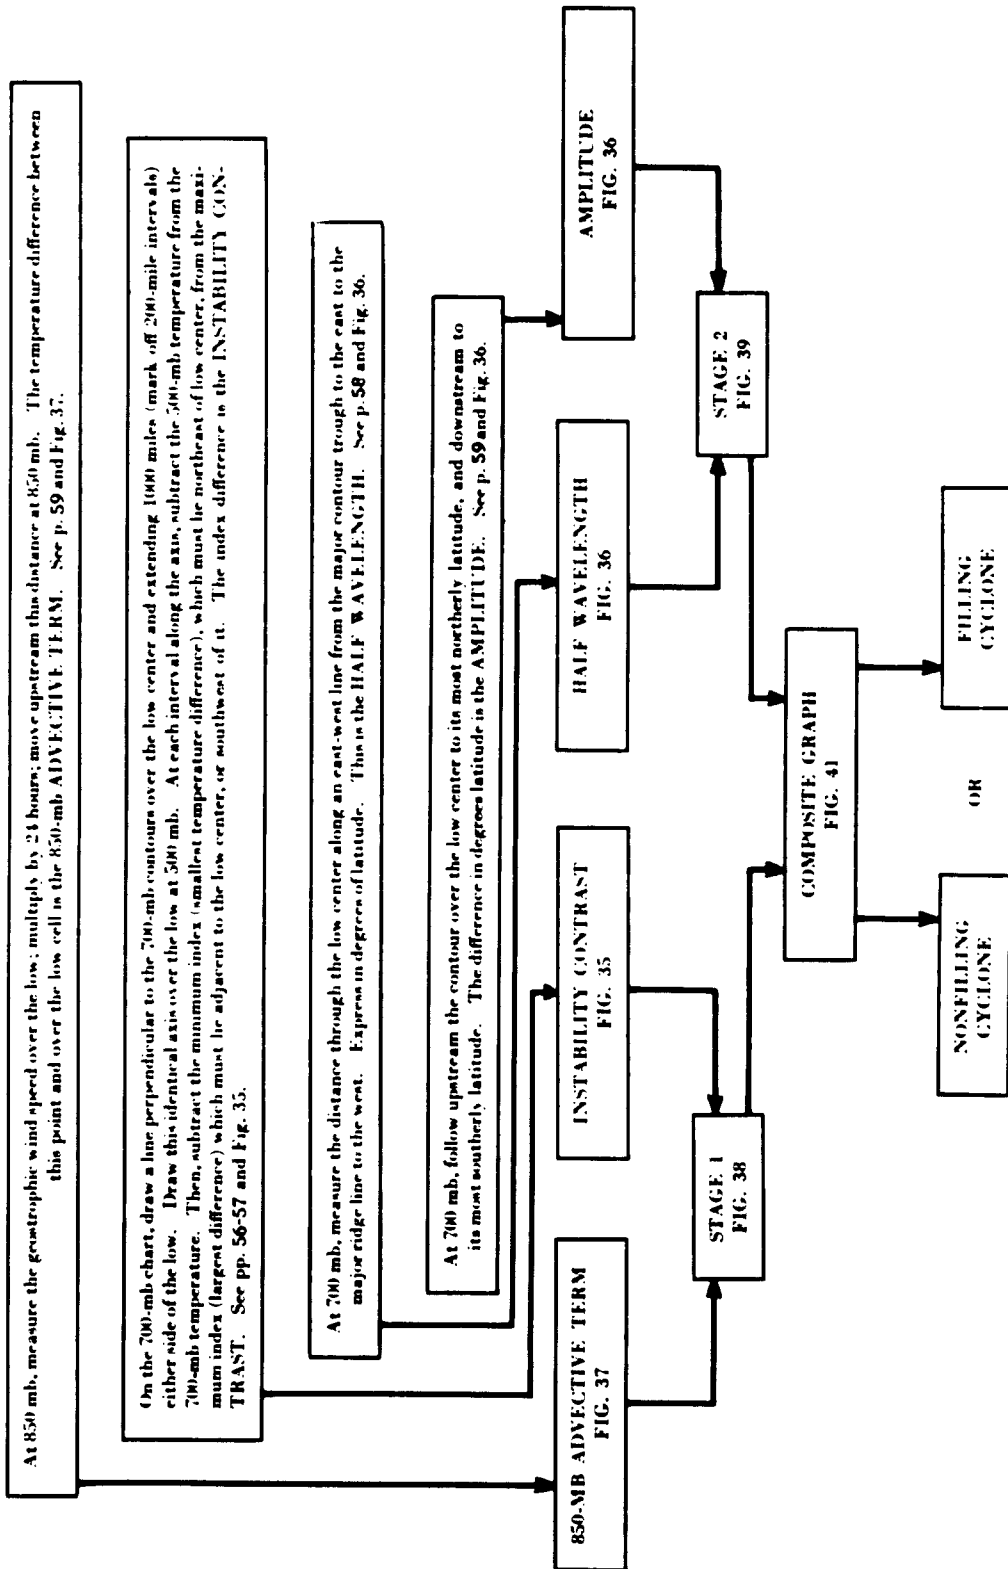 At 850 mb, measure the geostrophic wind speed over the low; multiply by 24 hours; move upstream this distance at 850 mb. The temperature difference between
this point and over the low cell is the 850-mb ADVECTIVE TERM. See p. 59 and Fig. 37.
On the 700-mb chart, draw a line perpendicular to the 700-mb contours over the low center and extending 1000 miles (mark off 200-mile intervals)
either side of the low. Draw this identical axis over the low at 500 mb. At each interval along the axis, subtract the 500-mb temperature from the
700-mb temperature. Then, subtract the minimum index (smallest temperature difference), which must lie northeast of low center, from the maxi-
mum index (largest difference) which must lie adjacent to the low center, or southwest of it. The index difference is the INSTABILITY CON-
TRAST. See pp. 56-57 and Fig. 35.
At 700 mb, measure the distance through the low center along an east-west line from the major contour trough to the east to the
major ridge line to the west. Express in degrees of latitude. This is the HALF WAVELENGTH. See p. 58 and Fig. 36.
At 700 mb, follow upstream the contour over the low center to its most northerly latitude, and downstream to
its most southerly latitude. The difference in degrees latitude is the AMPLITUDE. See p. 59 and Fig. 36.
850-MB ADVECTIVE TERM
FIG. 37
INSTABILITY CONTRAST
FIG. 35
HALF WAVELENGTH
FIG. 36
AMPLITUDE
FIG. 36
STAGE 1
FIG. 38
STAGE 2
FIG. 39
COMPOSITE GRAPH
FIG. 41
NONFILLING
CYCLONE
OR
FILLING
CYCLONE